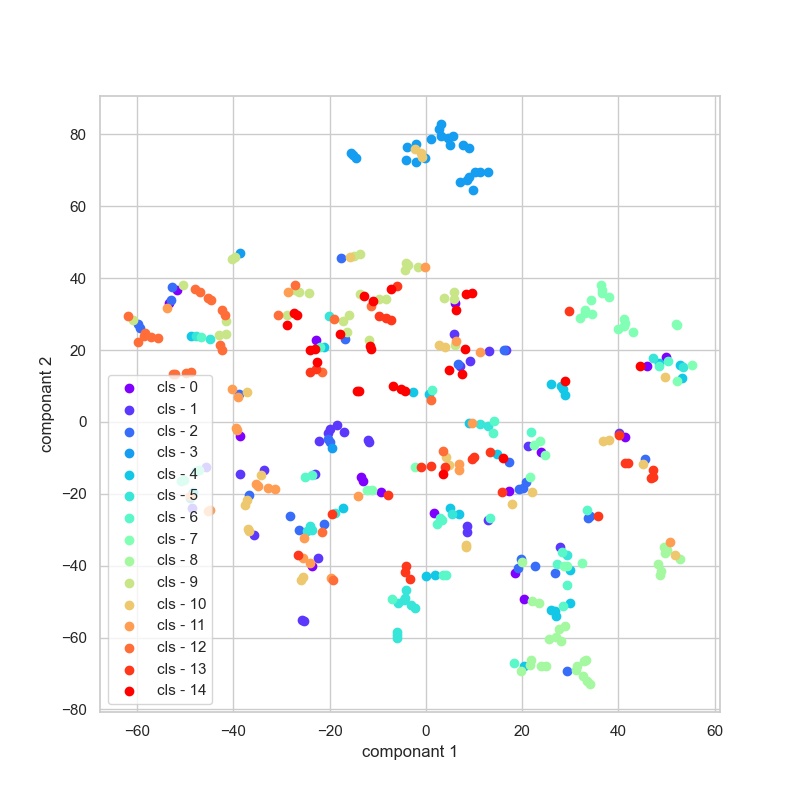 80
60
40
20
0
−20
−40
−60
−80
componant 2
cls - 0
cls - 1
cls - 2
cls - 3
cls - 4
cls - 5
cls - 6
cls - 7
cls - 8
cls - 9
cls - 10
cls - 11
cls - 12
cls - 13
cls - 14
−60 −40 −20 0 20 40 60
componant 1